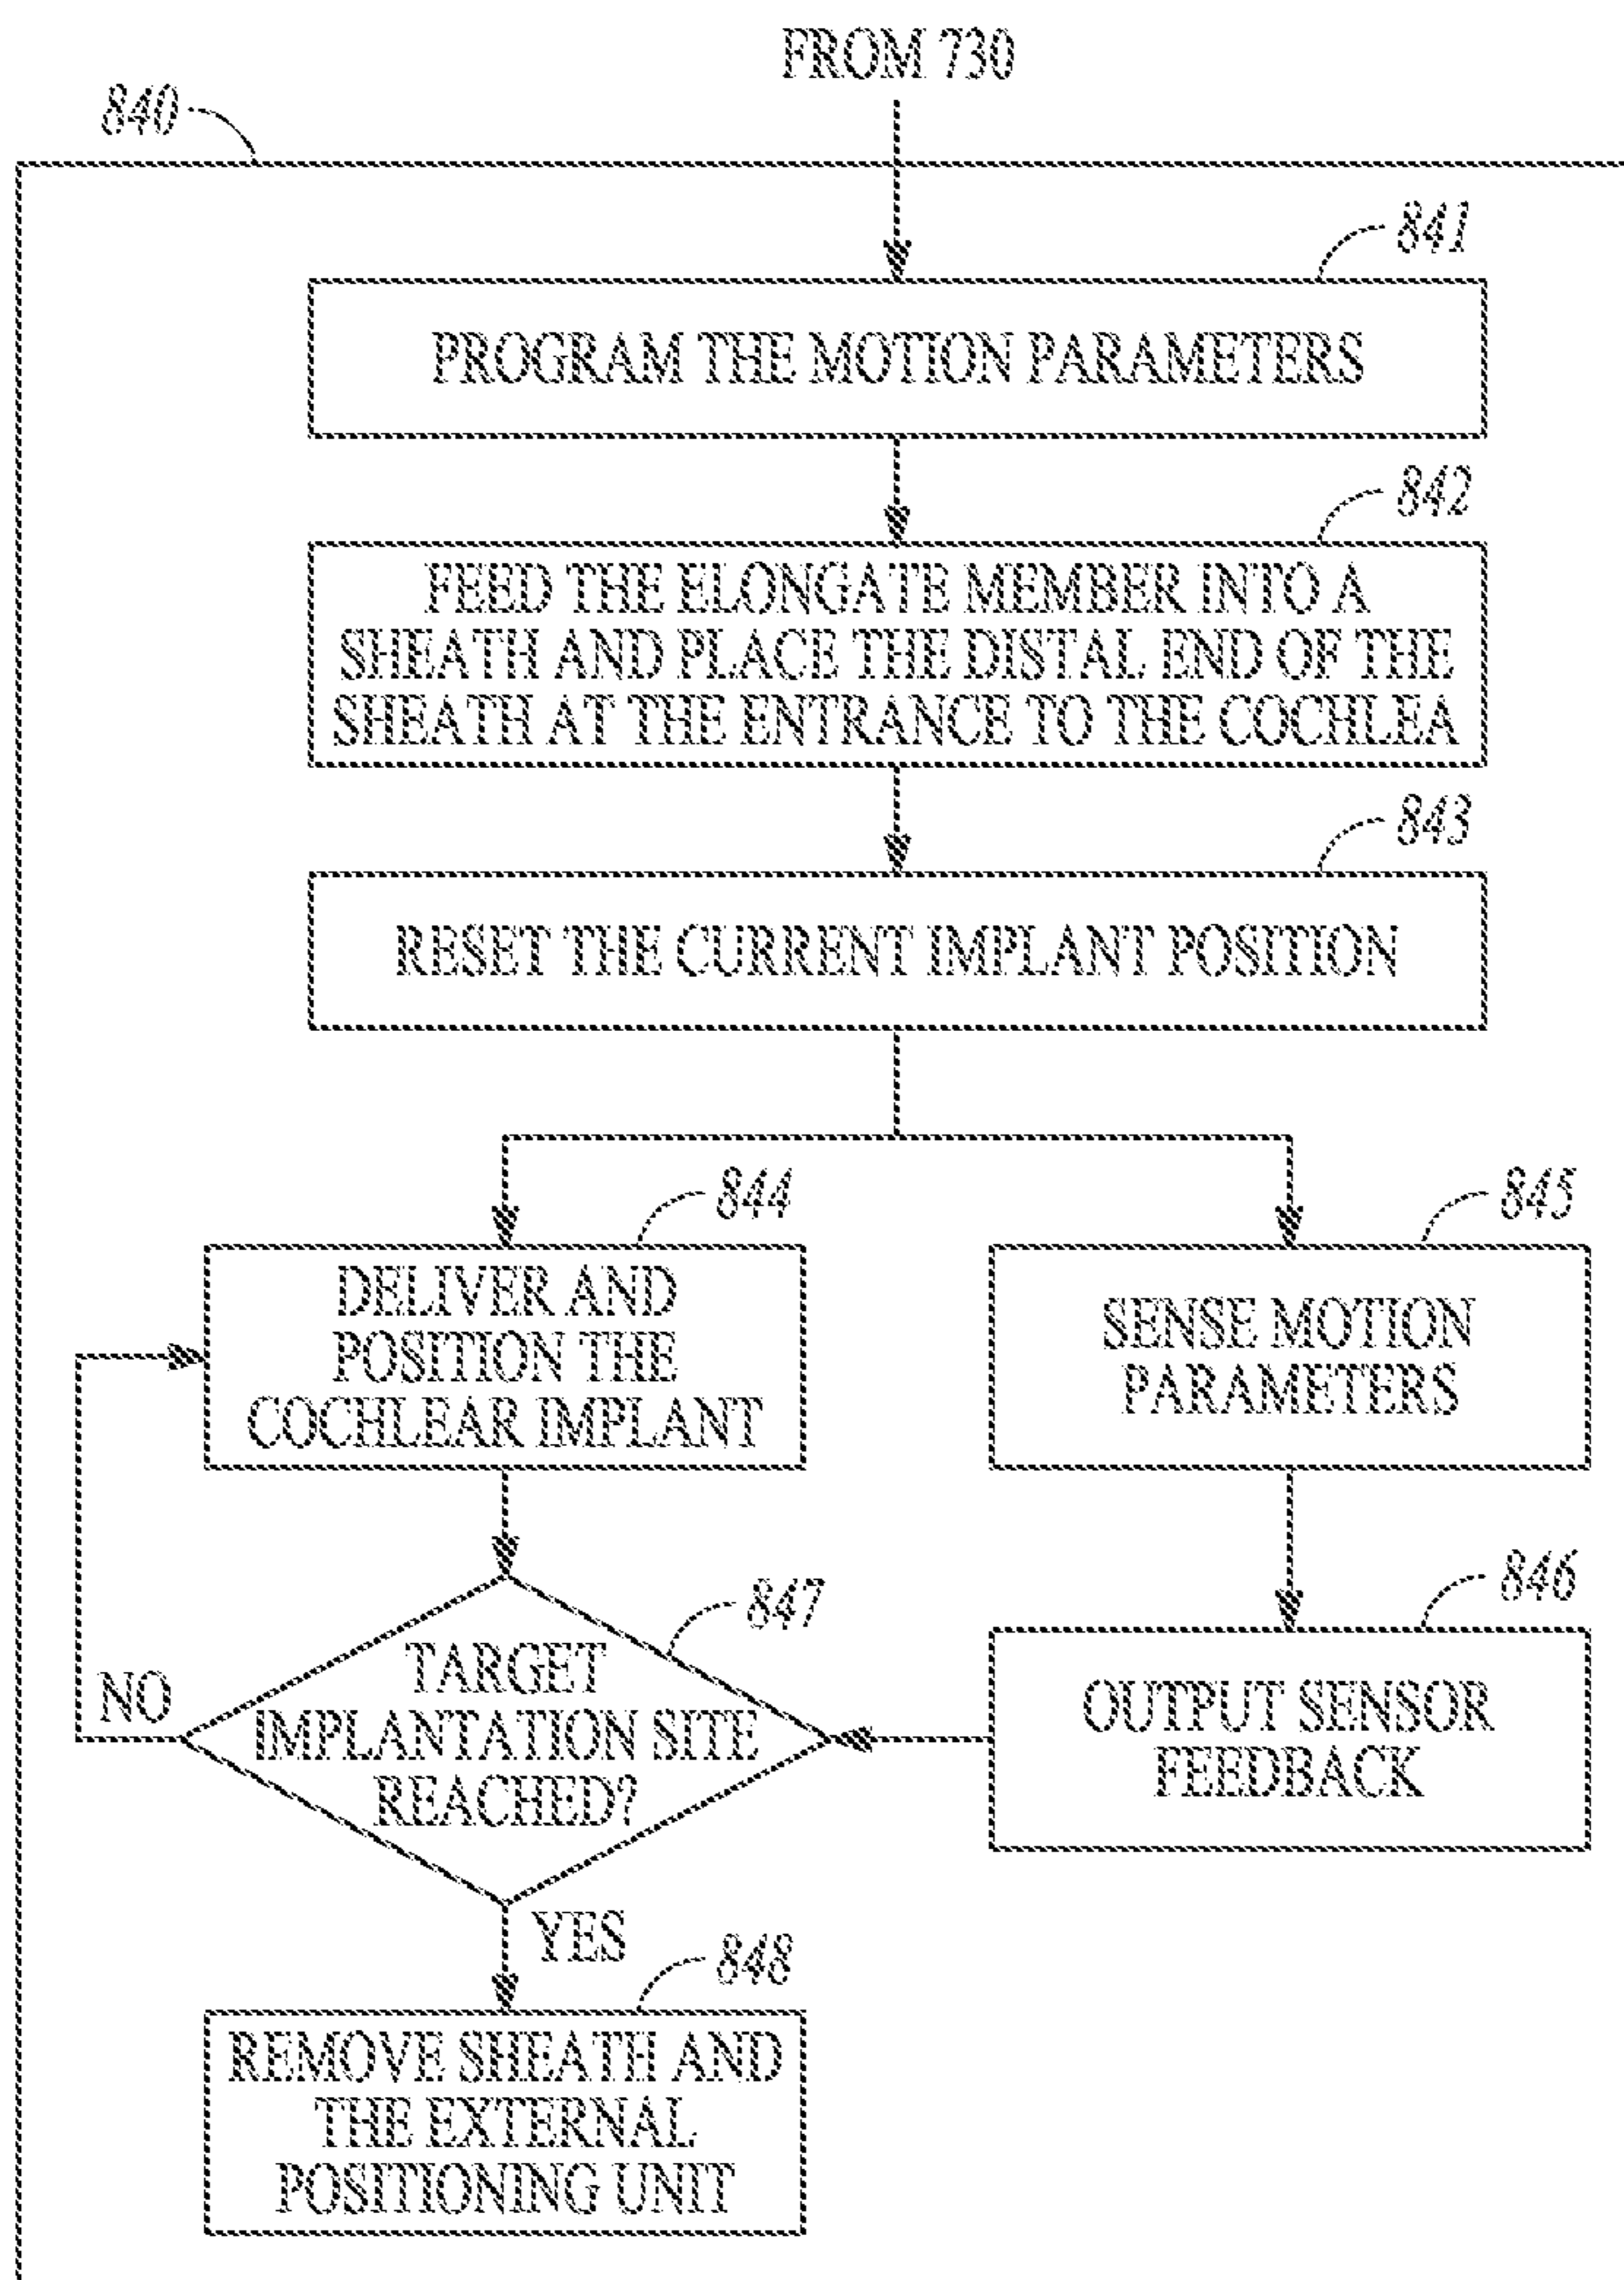 FROM 730
840
841
PROGRAM THE MOTION PARAMETERS
842
FEED THE ELONGATE MEMBER INTO A
SHEATH AND PLACE THE DISTAL END OF THE
SHEATH AT THE ENTRANCE TO THE COCHLEA
843
RESET THE CURRENT IMPLANT POSITION
844
DELIVER AND
POSITION THE
COCHLEAR IMPLANT
845
SENSE MOTION
PARAMETERS
846
OUTPUT SENSOR
FEEDBACK
847
TARGET
IMPLANTATION SITE
REACHED?
NO
YES
848
REMOVE SHEATH AND
THE EXTERNAL
POSITIONING UNIT